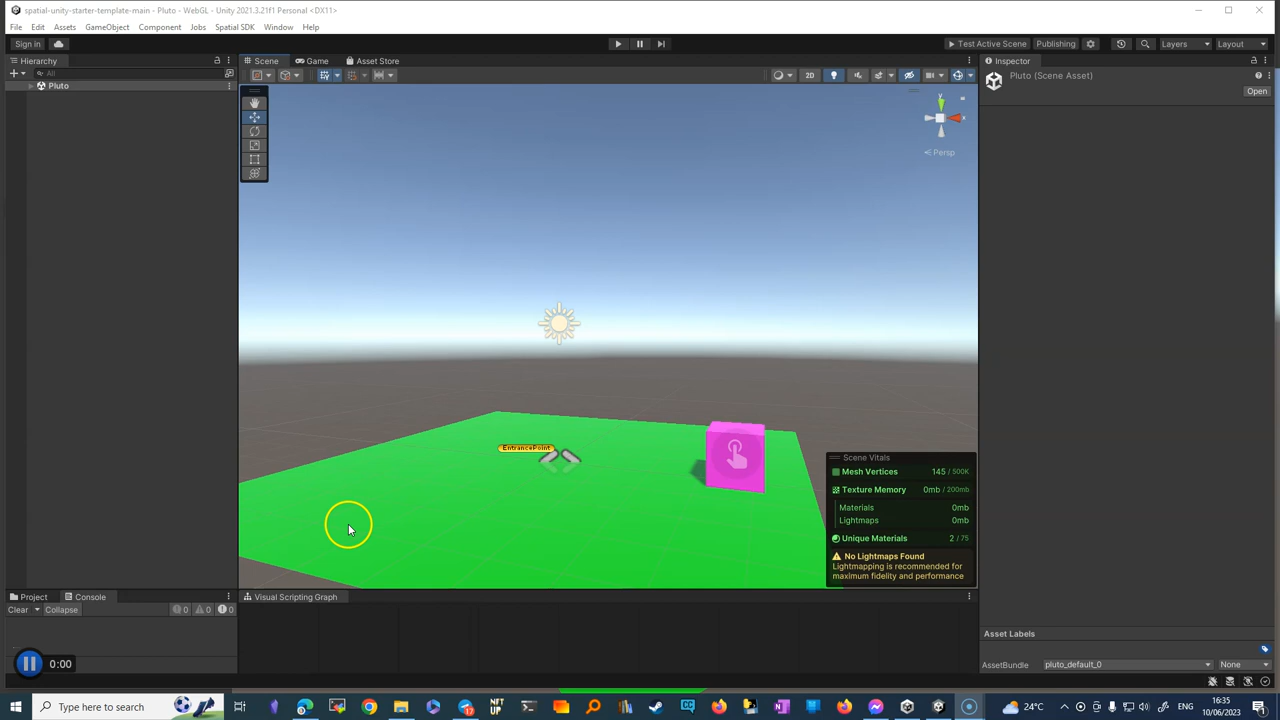 spatial-unity-starter-template-main - Pluto - WebGL - Unity 2021.3.21f1 Personal <DX11>
File Edit Assets GameObject Component Jobs Spatial SDK Window Help
Sign in Test Active Scene Publishing Layers Layout
Hierarchy Scene Game Asset Store Inspector
All 2D
Pluto
Pluto (Scene Asset)
Open
y
x
Persp
EntrancePoint
Scene Vitals
Mesh Vertices 145 / 500K
Texture Memory 0mb / 200mb
Materials 0mb
Lightmaps 0mb
Unique Materials 2 / 75
No Lightmaps Found
Lightmapping is recommended for
maximum fidelity and performance
Project Console Visual Scripting Graph
Clear Collapse 0 0 0
Asset Labels
0:00
AssetBundle pluto_default_0 None
Type here to search NFT UP 17 CC 24°C ENG 16:35
10/06/2023